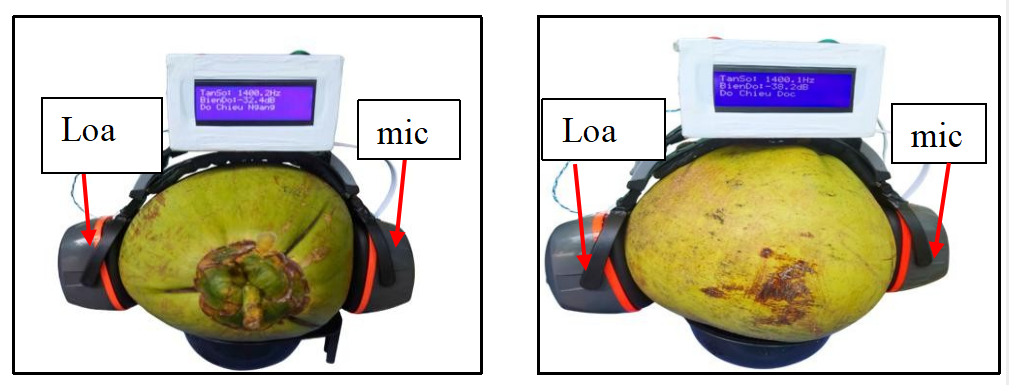 TanSo: 1400.2Hz
BienDo:-32.4dB
Do Chieu Ngang
Loa
mic
TanSo: 1400.1Hz
BienDo:-38.2dB
Do Chieu Doc
Loa
mic